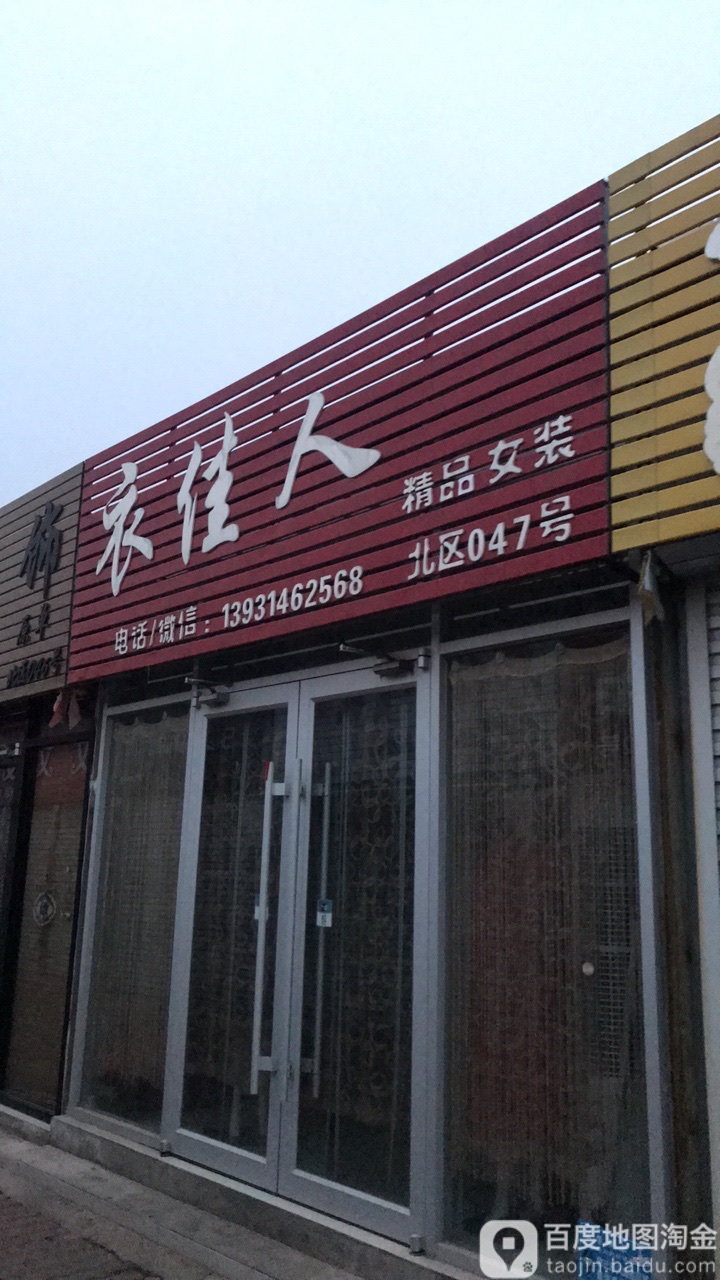 衣佳人
精品女装
电话/微信：13931462568
北区047号
百度地图淘金
taojin.baidu.com